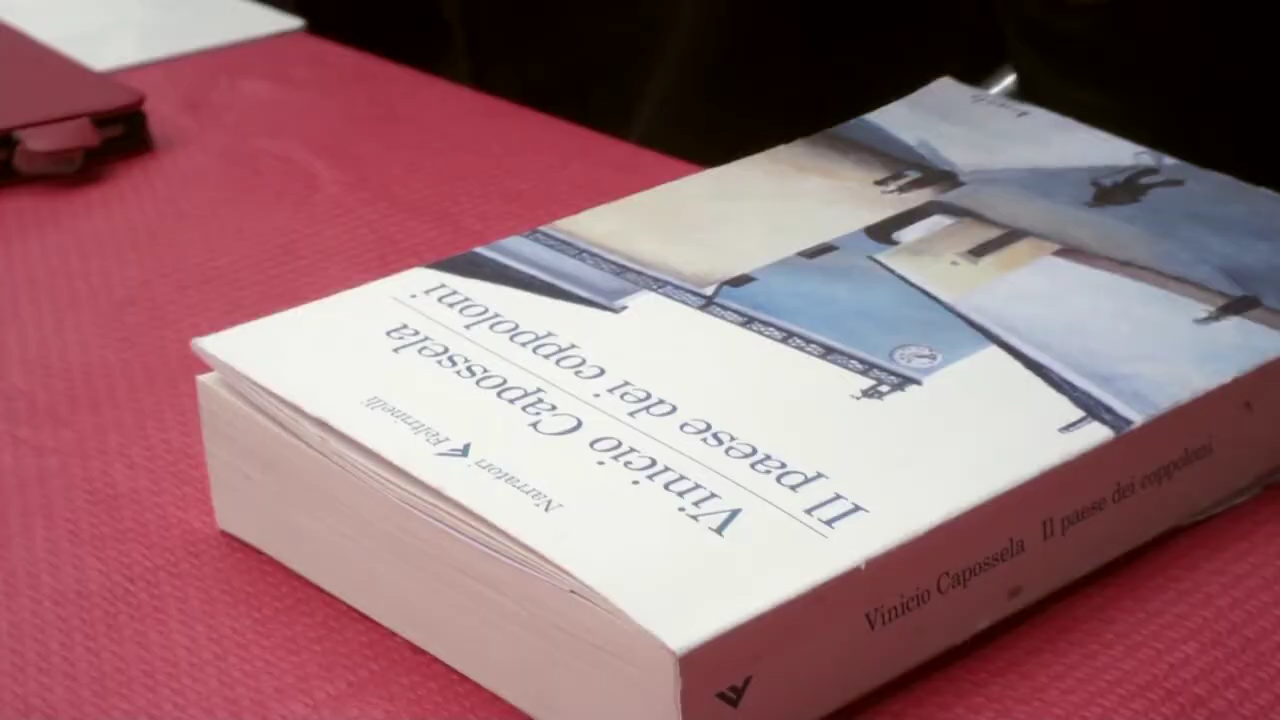 Narratori Feltrinelli
Vinicio Capossela
Il paese dei coppoloni
Vinicio Capossela Il paese dei coppoloni